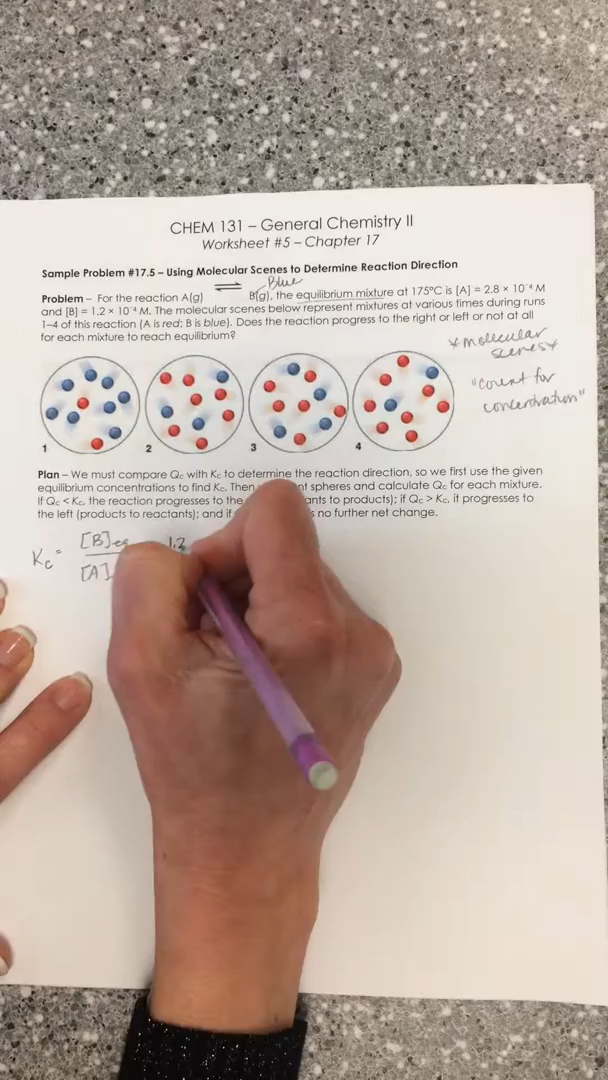 CHEM 131 – General Chemistry II
Worksheet #5 – Chapter 17
Sample Problem #17.5 – Using Molecular Scenes to Determine Reaction Direction
Blue
Problem – For the reaction A(g) ⇌ B(g), the equilibrium mixture at 175°C is [A] = 2.8 × 10⁻⁴ M
and [B] = 1.2 × 10⁻⁴ M. The molecular scenes below represent mixtures at various times during runs
1–4 of this reaction (A is red; B is blue). Does the reaction progress to the right or left or not at all
for each mixture to reach equilibrium?
*molecular
scenes*
"count for
concentration"
1 2 3 4
Plan – We must compare Qc with Kc to determine the reaction direction, so we first use the given
equilibrium concentrations to find Kc. Then spheres and calculate Qc for each mixture.
If Qc < Kc, the reaction progresses to the to products); if Qc > Kc, it progresses to
the left (products to reactants); and if no further net change.
Kc = [B]eq 1.2
[A]